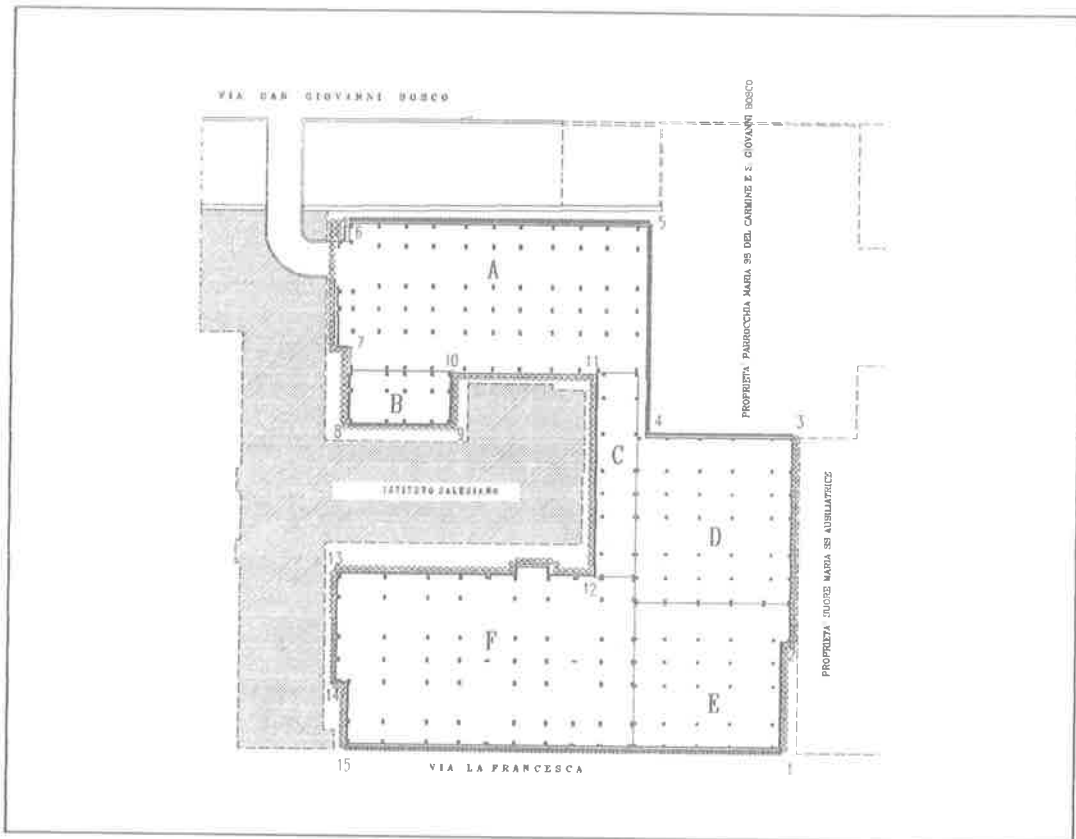 VIA SAN GIOVANNI BOSCO
PROPRIETA' PARROCCHIA MARIA SS DEL CARMINE E S. GIOVANNI BOSCO
5
6
A
7
10
11
B
8
9
4
3
C
ISTITUTO SALESIANO
D
PROPRIETA' SUORE MARIA SS AUSILIATRICE
13
12
F
14
E
15
VIA LA FRANCESCA
1